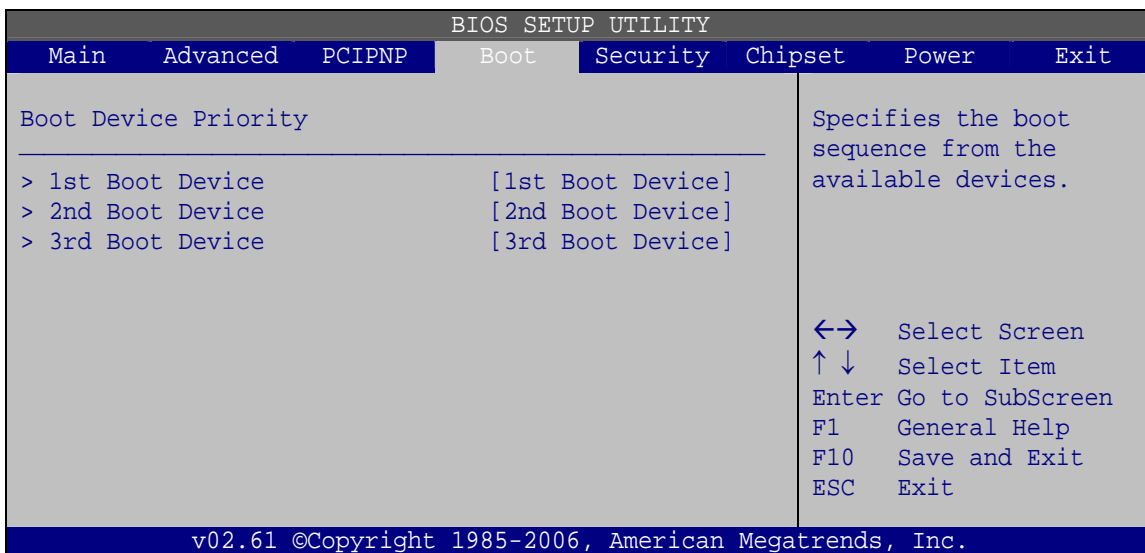 BIOS SETUP UTILITY
Main Advanced PCIPNP Boot Security Chipset Power Exit
Boot Device Priority
> 1st Boot Device [1st Boot Device]
> 2nd Boot Device [2nd Boot Device]
> 3rd Boot Device [3rd Boot Device]
Specifies the boot
sequence from the
available devices.
←→ Select Screen
↑ ↓ Select Item
Enter Go to SubScreen
F1 General Help
F10 Save and Exit
ESC Exit
v02.61 ©Copyright 1985-2006, American Megatrends, Inc.